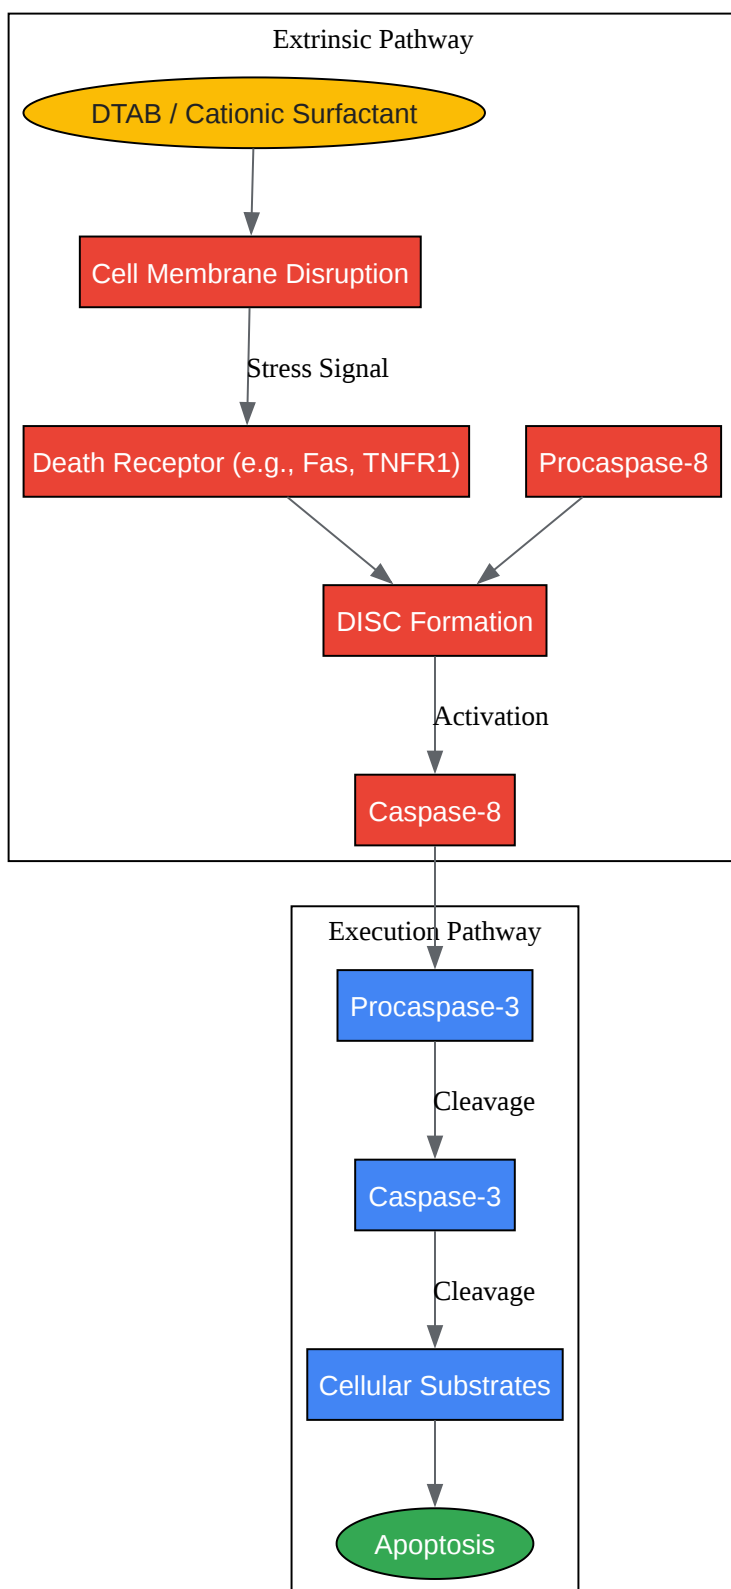 Extrinsic Pathway
DTAB / Cationic Surfactant
Cell Membrane Disruption
Stress Signal
Death Receptor (e.g., Fas, TNFR1)
Procaspase-8
DISC Formation
Activation
Caspase-8
Execution Pathway
Procaspase-3
Cleavage
Caspase-3
Cleavage
Cellular Substrates
Apoptosis